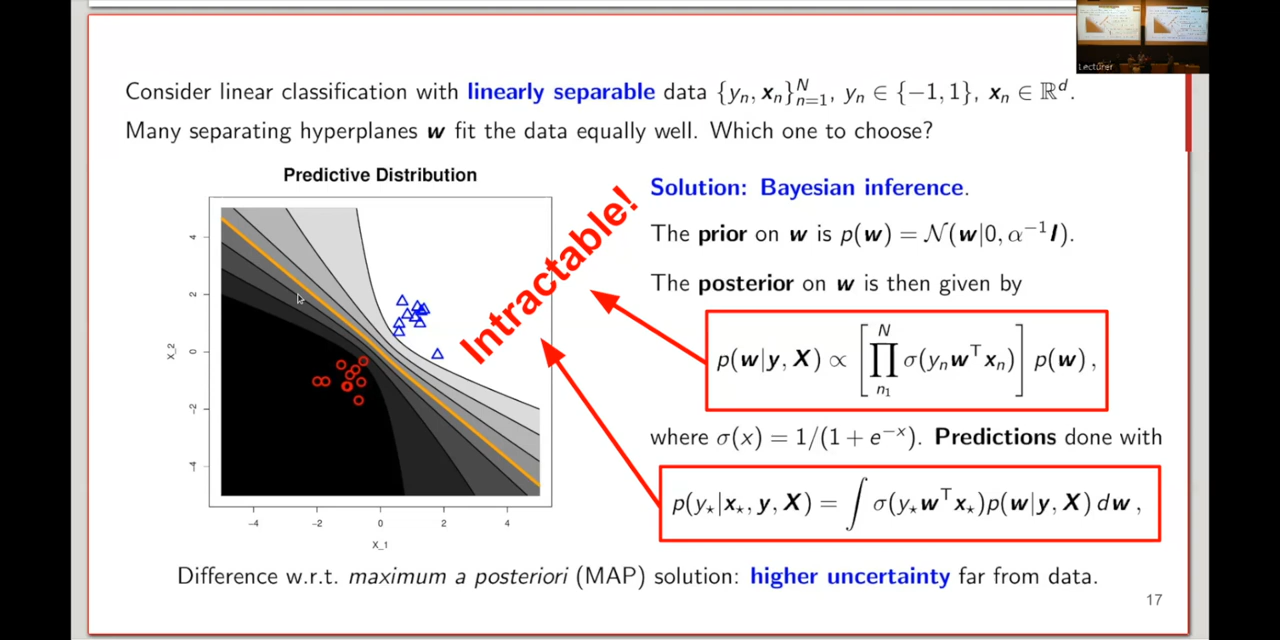 Lecturer
Consider linear classification with linearly separable data {yₙ, xₙ}ᴺₙ₌₁, yₙ ∈ {−1, 1}, xₙ ∈ ℝᵈ.
Many separating hyperplanes w fit the data equally well. Which one to choose?
Predictive Distribution
X_2
4
2
0
−2
−4
−4
−2
0
2
4
X_1
Intractable!
Solution: Bayesian inference.
The prior on w is p(w) = 𝒩(w|0, α⁻¹I).
The posterior on w is then given by
p(w|y, X) ∝ [∏ᴺₙ₁ σ(yₙwᵀxₙ)] p(w) ,
where σ(x) = 1/(1 + e⁻ˣ). Predictions done with
p(y⋆|x⋆, y, X) = ∫ σ(y⋆wᵀx⋆)p(w|y, X) dw ,
Difference w.r.t. maximum a posteriori (MAP) solution: higher uncertainty far from data.
17